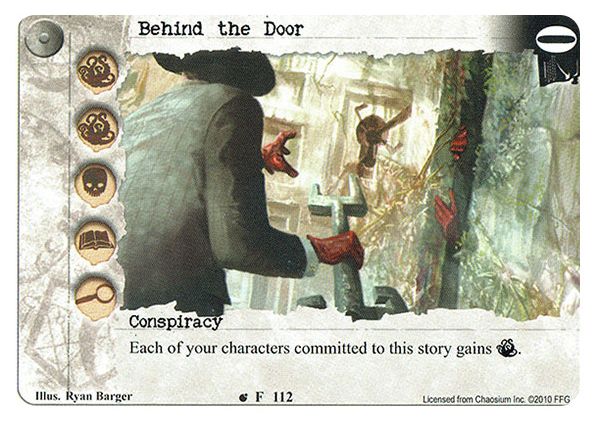 Behind the Door
0
Conspiracy
Each of your characters committed to this story gains .
Illus. Ryan Barger
F 112
Licensed from Chaosium Inc. ©2010 FFG